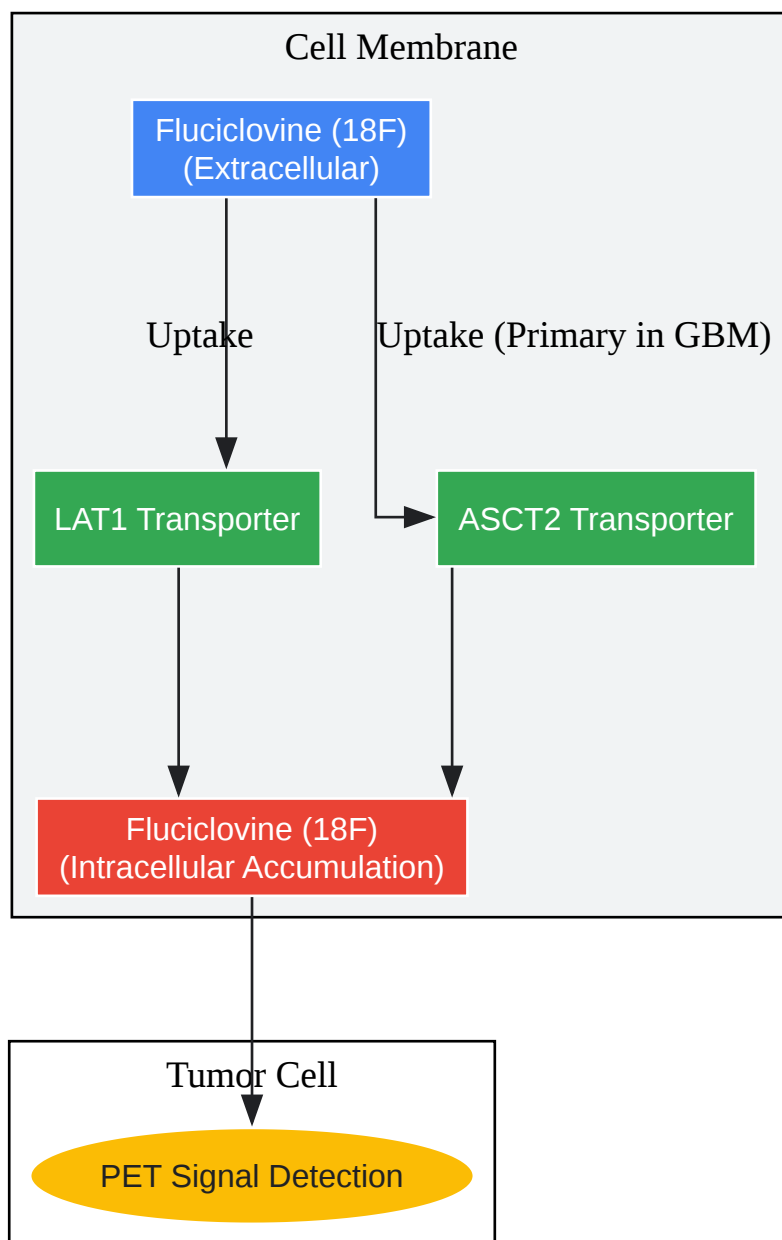 Cell Membrane
Fluciclovine (18F)
(Extracellular)
Uptake
Uptake (Primary in GBM)
LAT1 Transporter
ASCT2 Transporter
Fluciclovine (18F)
(Intracellular Accumulation)
Tumor Cell
PET Signal Detection